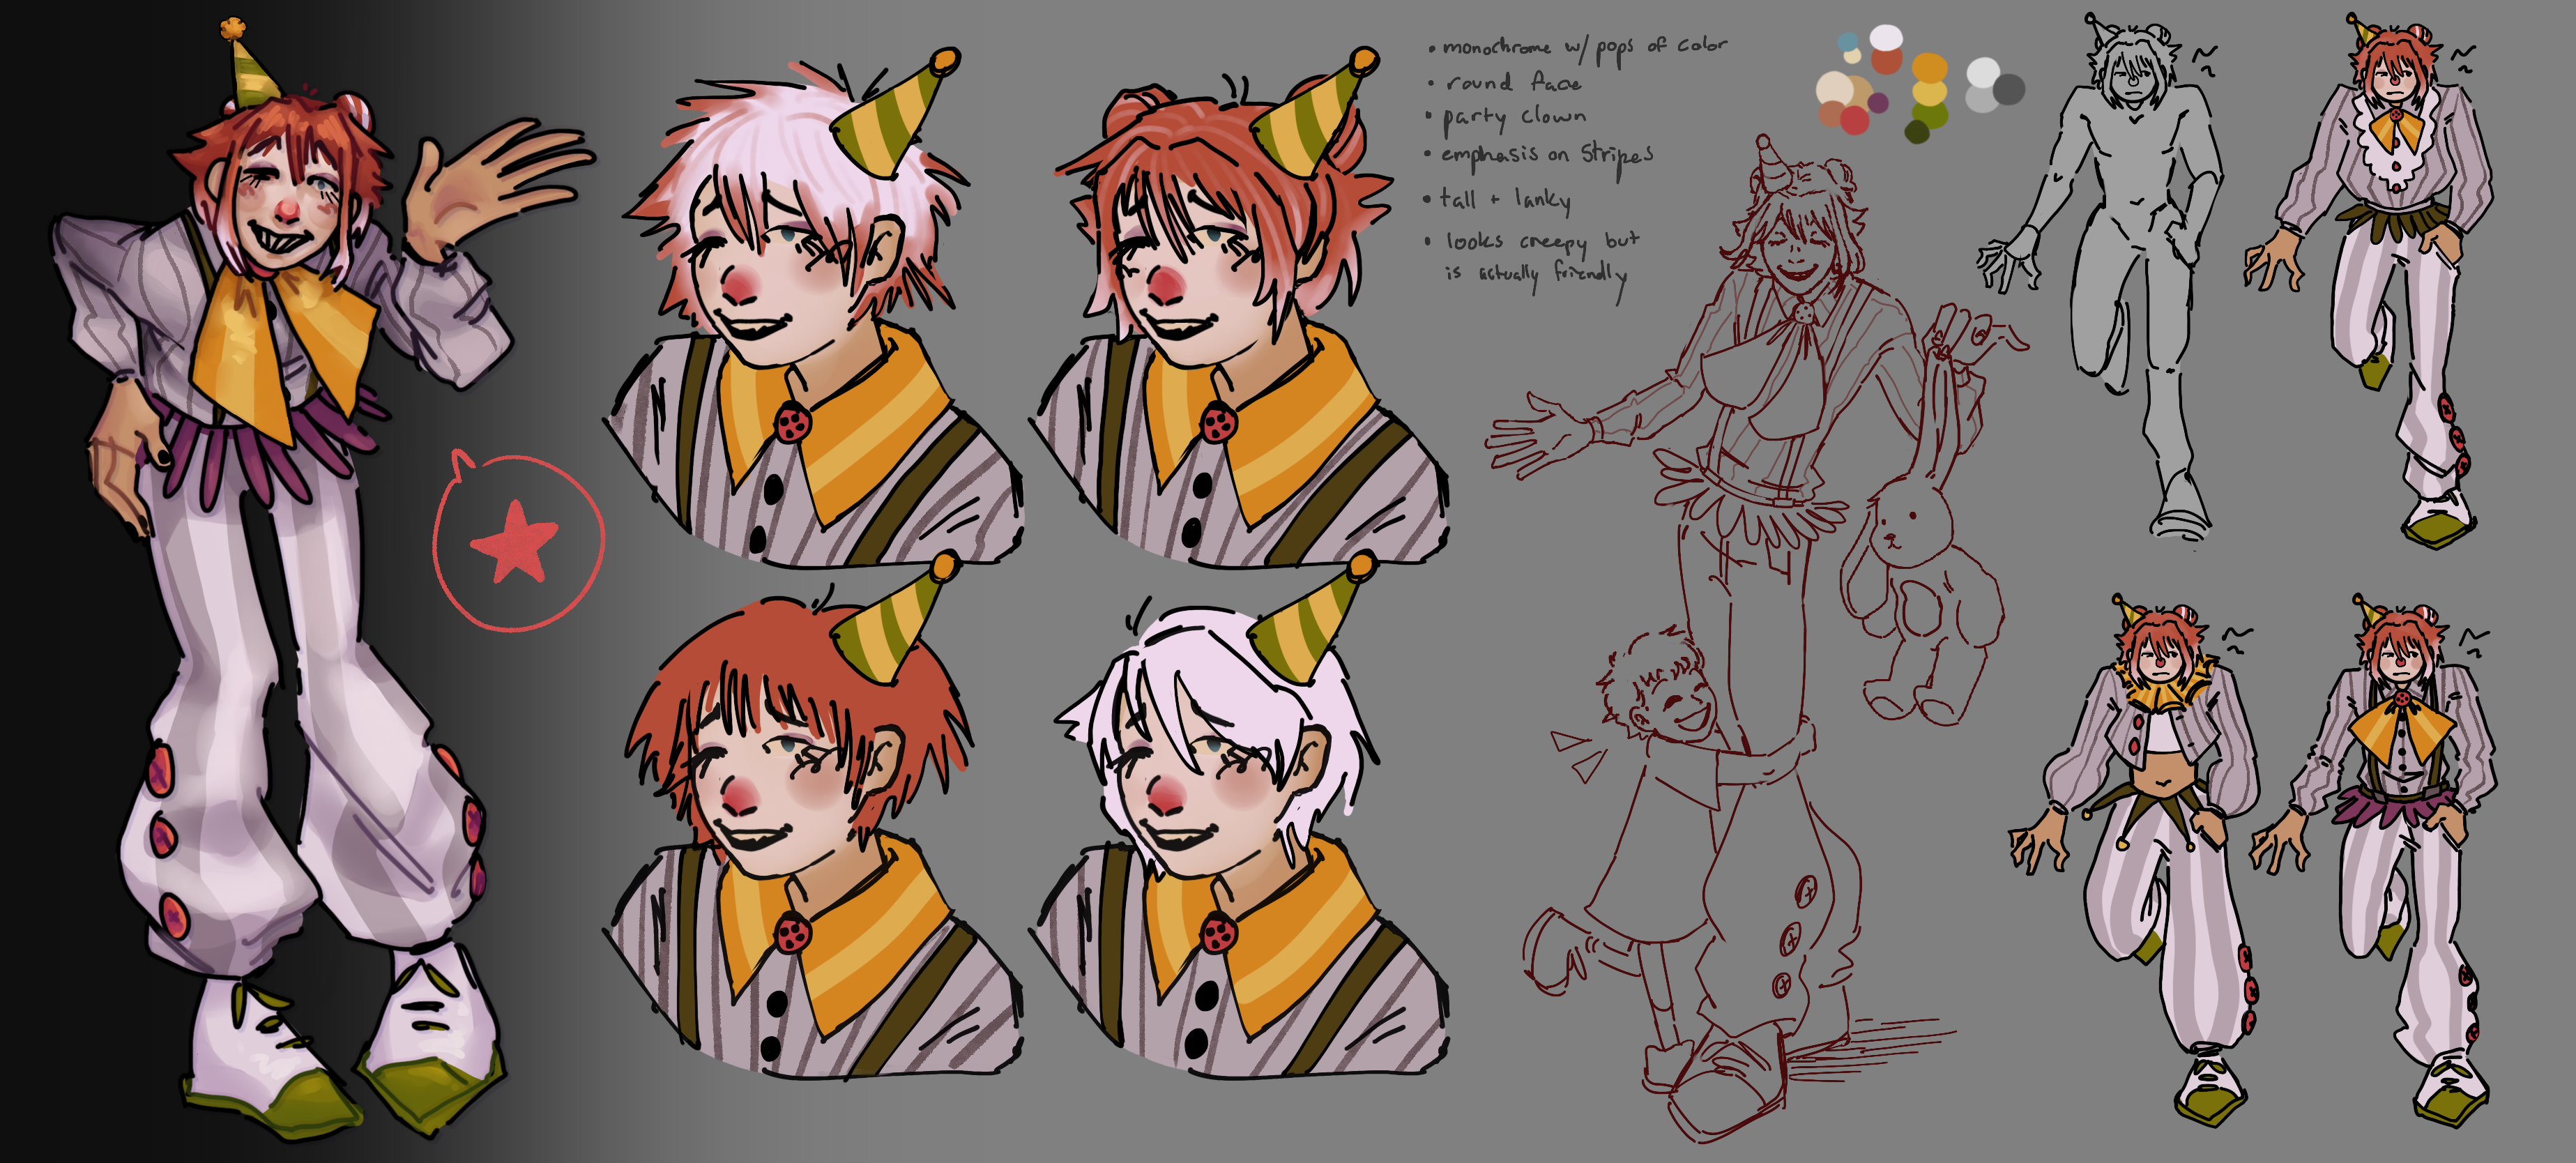 • monochrome w/ pops of color
• round face
• party clown
• emphasis on Stripes
• tall + lanky
• looks creepy but
is actually friendly